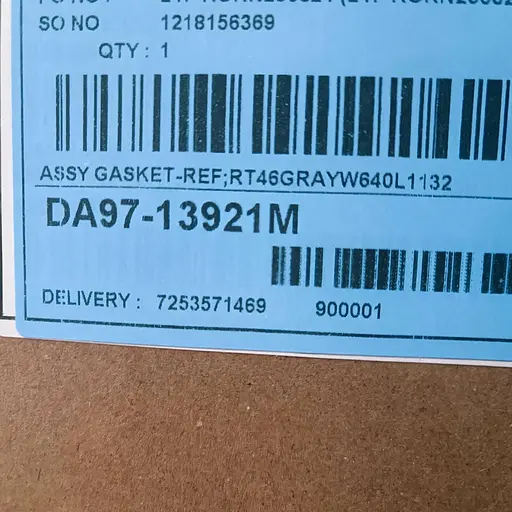 SO NO 1218156369
QTY : 1
ASSY GASKET-REF;RT46GRAYW640L1132
DA97-13921M
DELIVERY : 7253571469 900001